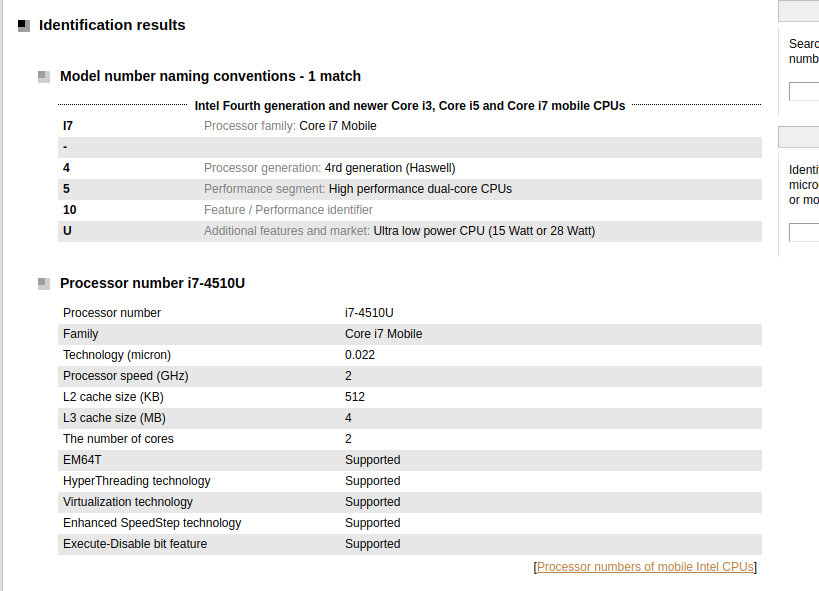 Identification results
Model number naming conventions - 1 match
Intel Fourth generation and newer Core i3, Core i5 and Core i7 mobile CPUs
I7 Processor family: Core i7 Mobile
-
4 Processor generation: 4rd generation (Haswell)
5 Performance segment: High performance dual-core CPUs
10 Feature / Performance identifier
U Additional features and market: Ultra low power CPU (15 Watt or 28 Watt)
Processor number i7-4510U
Processor number i7-4510U
Family Core i7 Mobile
Technology (micron) 0.022
Processor speed (GHz) 2
L2 cache size (KB) 512
L3 cache size (MB) 4
The number of cores 2
EM64T Supported
HyperThreading technology Supported
Virtualization technology Supported
Enhanced SpeedStep technology Supported
Execute-Disable bit feature Supported
[Processor numbers of mobile Intel CPUs]
or